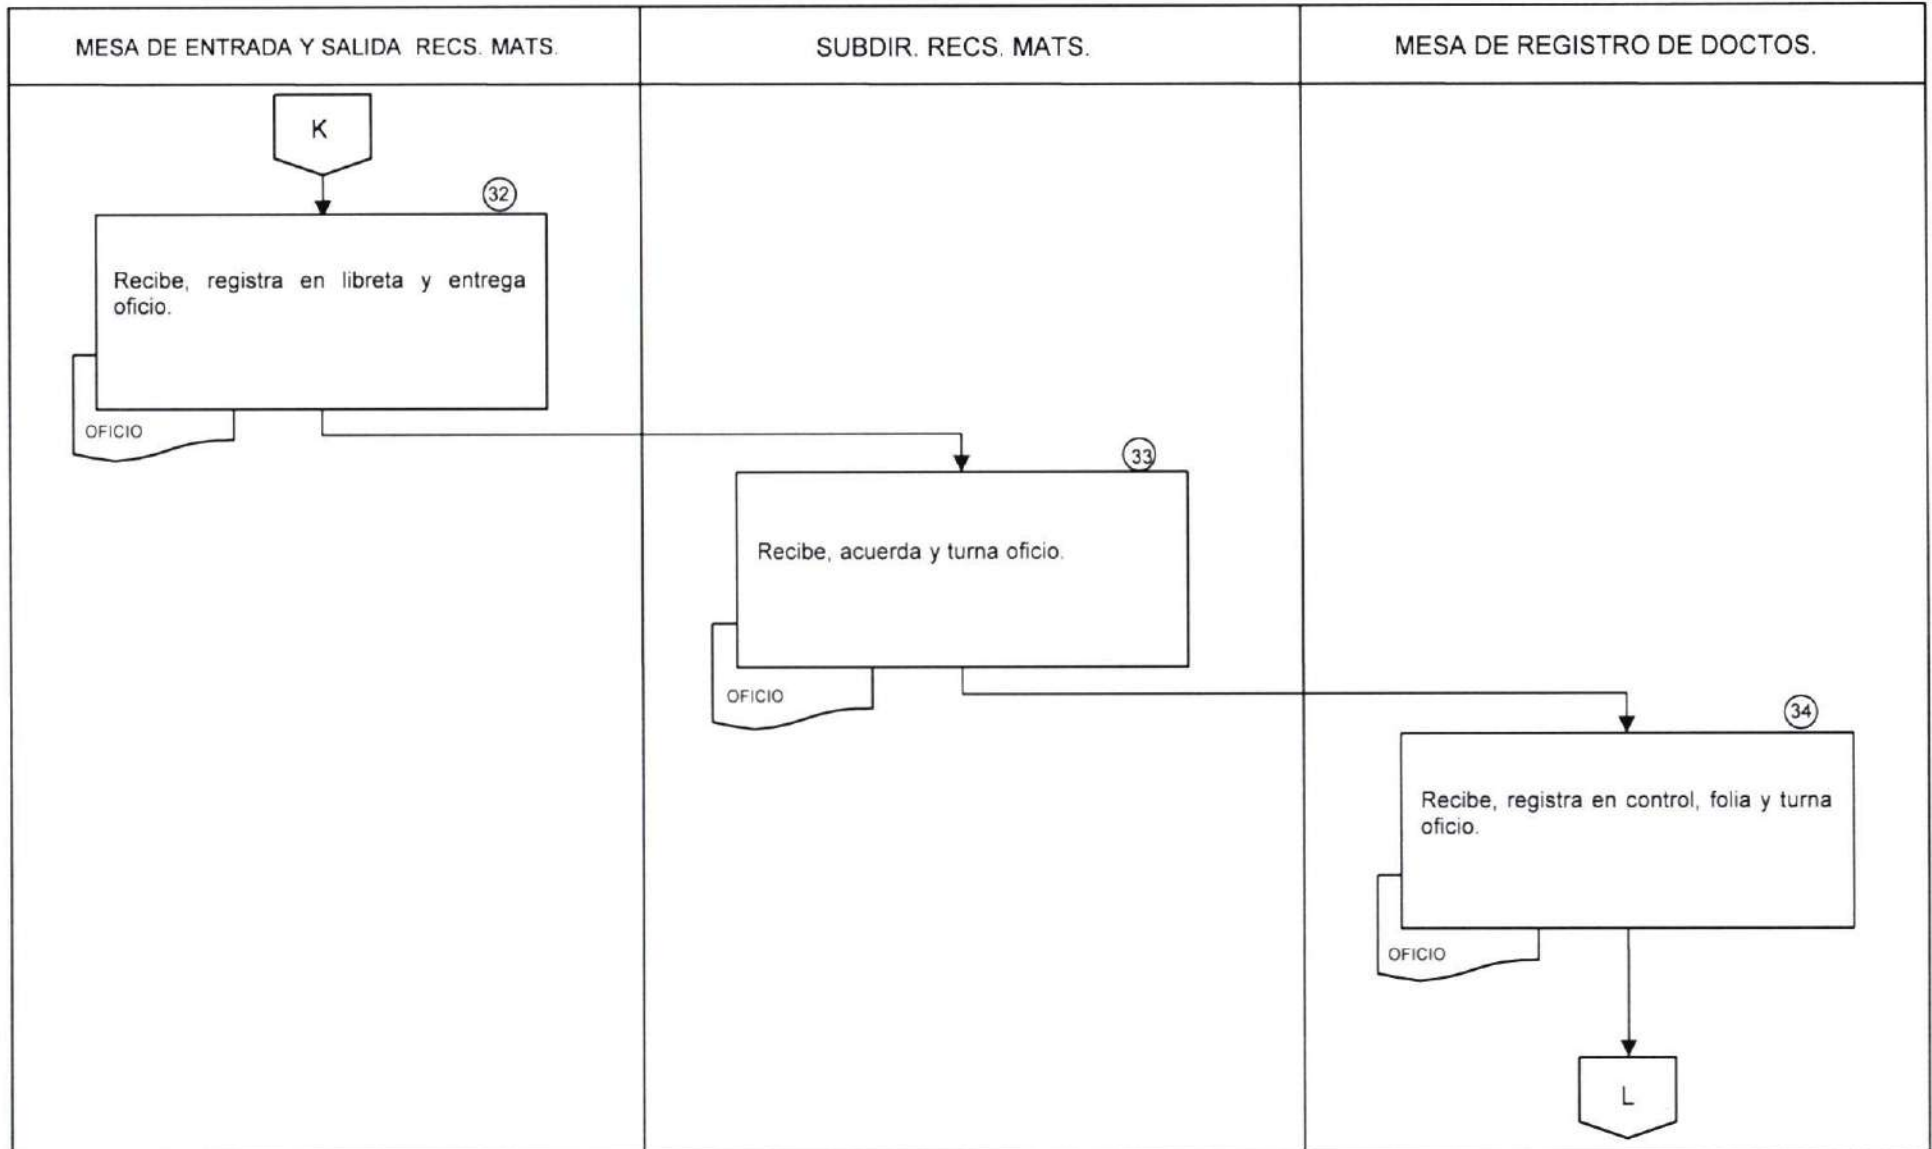 MESA DE ENTRADA Y SALIDA RECS. MATS.
SUBDIR. RECS. MATS.
MESA DE REGISTRO DE DOCTOS.
K
32
Recibe, registra en libreta y entrega
oficio.
OFICIO
33
Recibe, acuerda y turna oficio.
OFICIO
34
Recibe, registra en control, folia y turna
oficio.
OFICIO
L